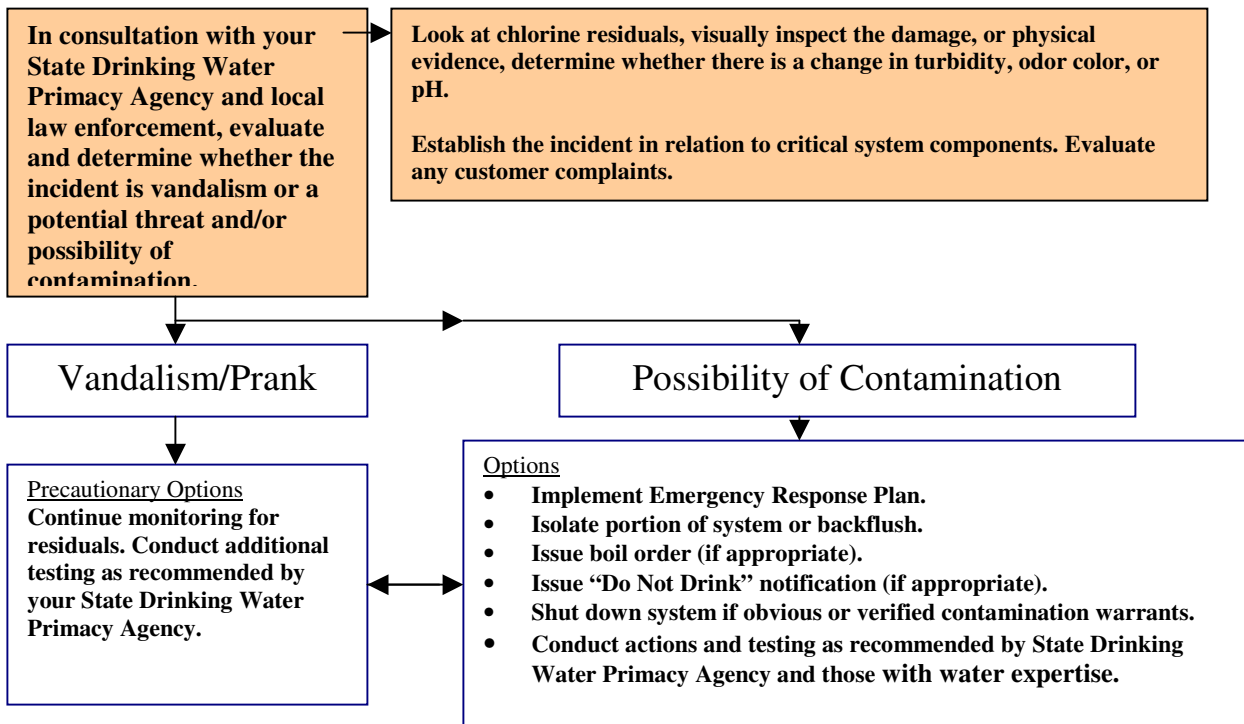 In consultation with your
State Drinking Water
Primacy Agency and local
law enforcement, evaluate
and determine whether the
incident is vandalism or a
potential threat and/or
possibility of
contamination.
Look at chlorine residuals, visually inspect the damage, or physical
evidence, determine whether there is a change in turbidity, odor color, or
pH.
Establish the incident in relation to critical system components. Evaluate
any customer complaints.
Vandalism/Prank
Possibility of Contamination
Precautionary Options
Continue monitoring for
residuals. Conduct additional
testing as recommended by
your State Drinking Water
Primacy Agency.
Options
• Implement Emergency Response Plan.
• Isolate portion of system or backflush.
• Issue boil order (if appropriate).
• Issue “Do Not Drink” notification (if appropriate).
• Shut down system if obvious or verified contamination warrants.
• Conduct actions and testing as recommended by State Drinking
Water Primacy Agency and those with water expertise.